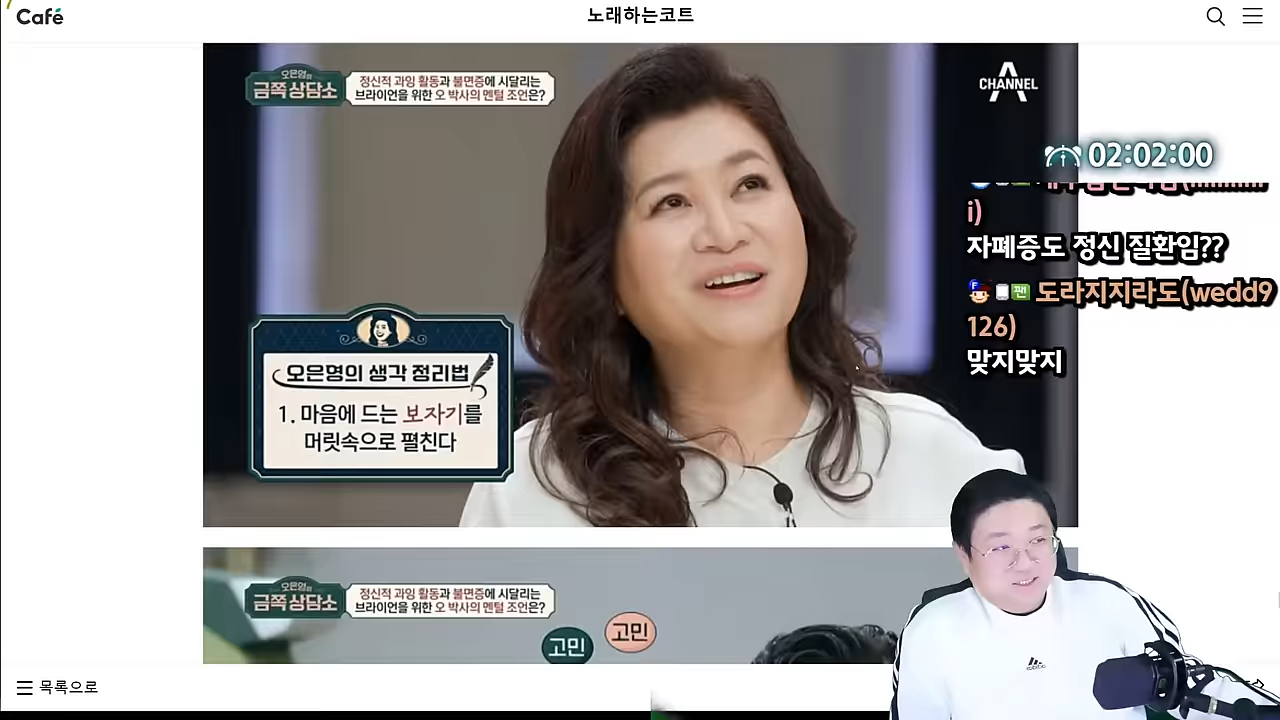 Café
노래하는코트
오은영의
금쪽 상담소
정신적 과잉 활동과 불면증에 시달리는
브라이언을 위한 오 박사의 멘털 조언은?
CHANNEL A
02:02:00
i)
자폐증도 정신 질환임??
F 팬 도라지지라도(wedd9
126)
맞지맞지
오은영의 생각 정리법
1. 마음에 드는 보자기를
머릿속으로 펼친다
오은영의
금쪽 상담소
정신적 과잉 활동과 불면증에 시달리는
브라이언을 위한 오 박사의 멘털 조언은?
고민
고민
adidas
목록으로